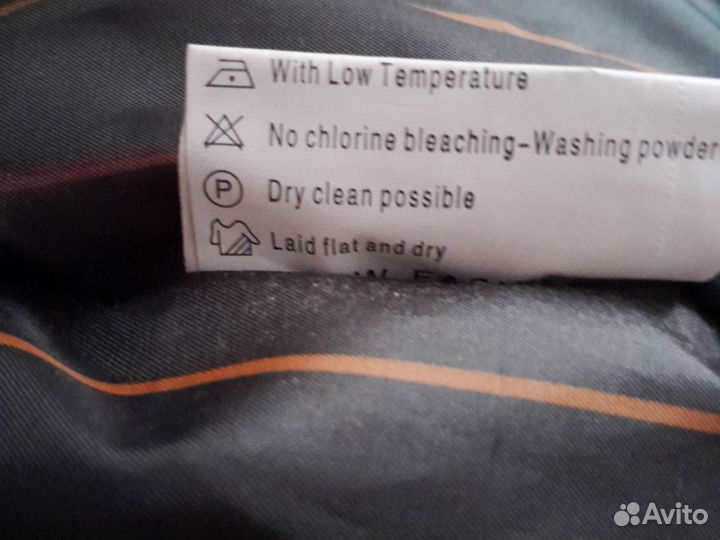 With Low Temperature
No chlorine bleaching-Washing powder
P Dry clean possible
Laid flat and dry
Avito